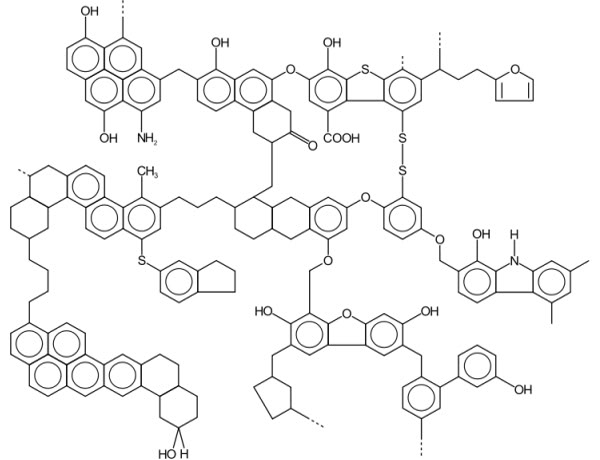 OH
OH OH
O S O
OH NH₂ O COOH
S
CH₃ S
O
O OH H
S O N
HO O OH
OH
HO H